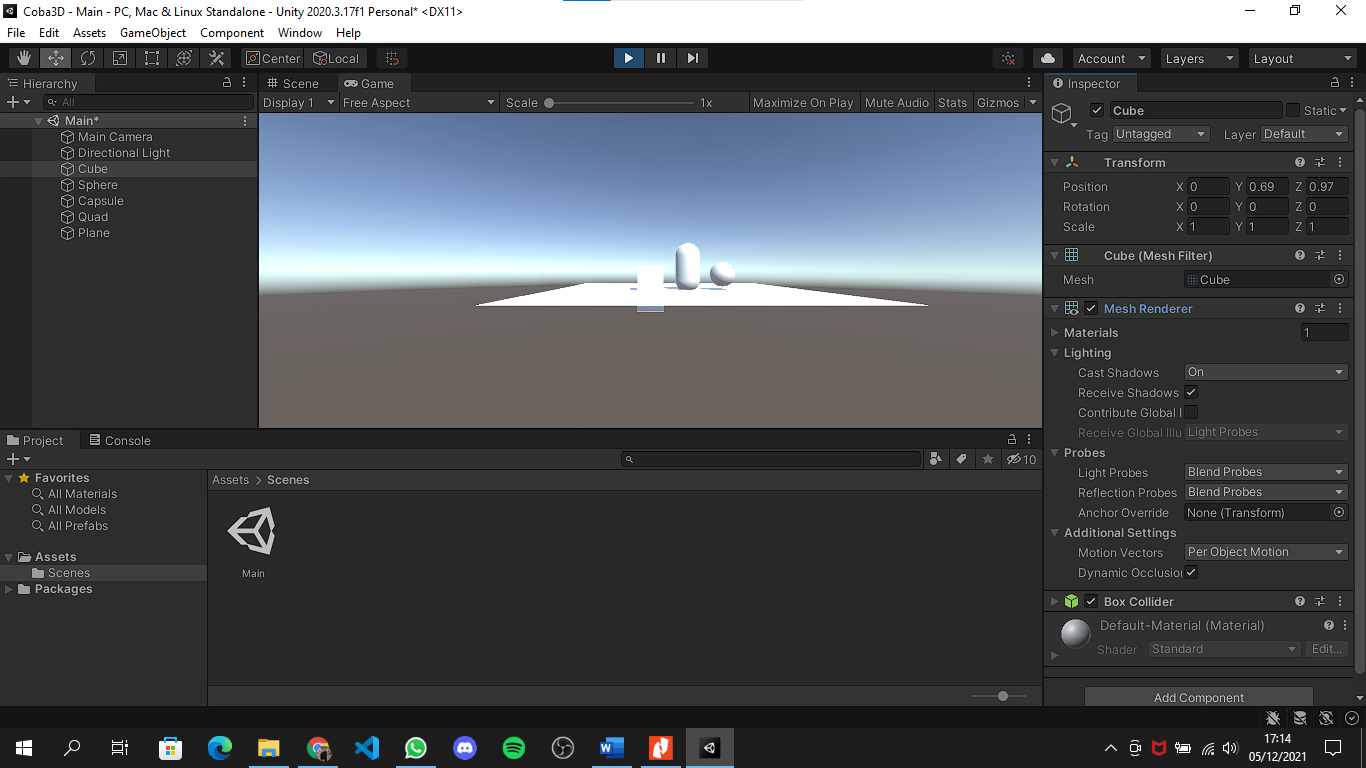 Coba3D - Main - PC, Mac & Linux Standalone - Unity 2020.3.17f1 Personal* <DX11>
File Edit Assets GameObject Component Window Help
Center Local Account Layers Layout
Hierarchy
All
Main*
Main Camera
Directional Light
Cube
Sphere
Capsule
Quad
Plane
Scene Game
Display 1 Free Aspect Scale 1x Maximize On Play Mute Audio Stats Gizmos
Inspector
Cube Static
Tag Untagged Layer Default
Transform
Position X 0 Y 0.69 Z 0.97
Rotation X 0 Y 0 Z 0
Scale X 1 Y 1 Z 1
Cube (Mesh Filter)
Mesh Cube
Mesh Renderer
Materials 1
Lighting
Cast Shadows On
Receive Shadows
Contribute Global I
Receive Global Illu Light Probes
Probes
Light Probes Blend Probes
Reflection Probes Blend Probes
Anchor Override None (Transform)
Additional Settings
Motion Vectors Per Object Motion
Dynamic Occlusion
Box Collider
Default-Material (Material)
Shader Standard Edit...
Add Component
Project Console
10
Favorites
All Materials
All Models
All Prefabs
Assets
Scenes
Packages
Assets > Scenes
Main
17:14
05/12/2021